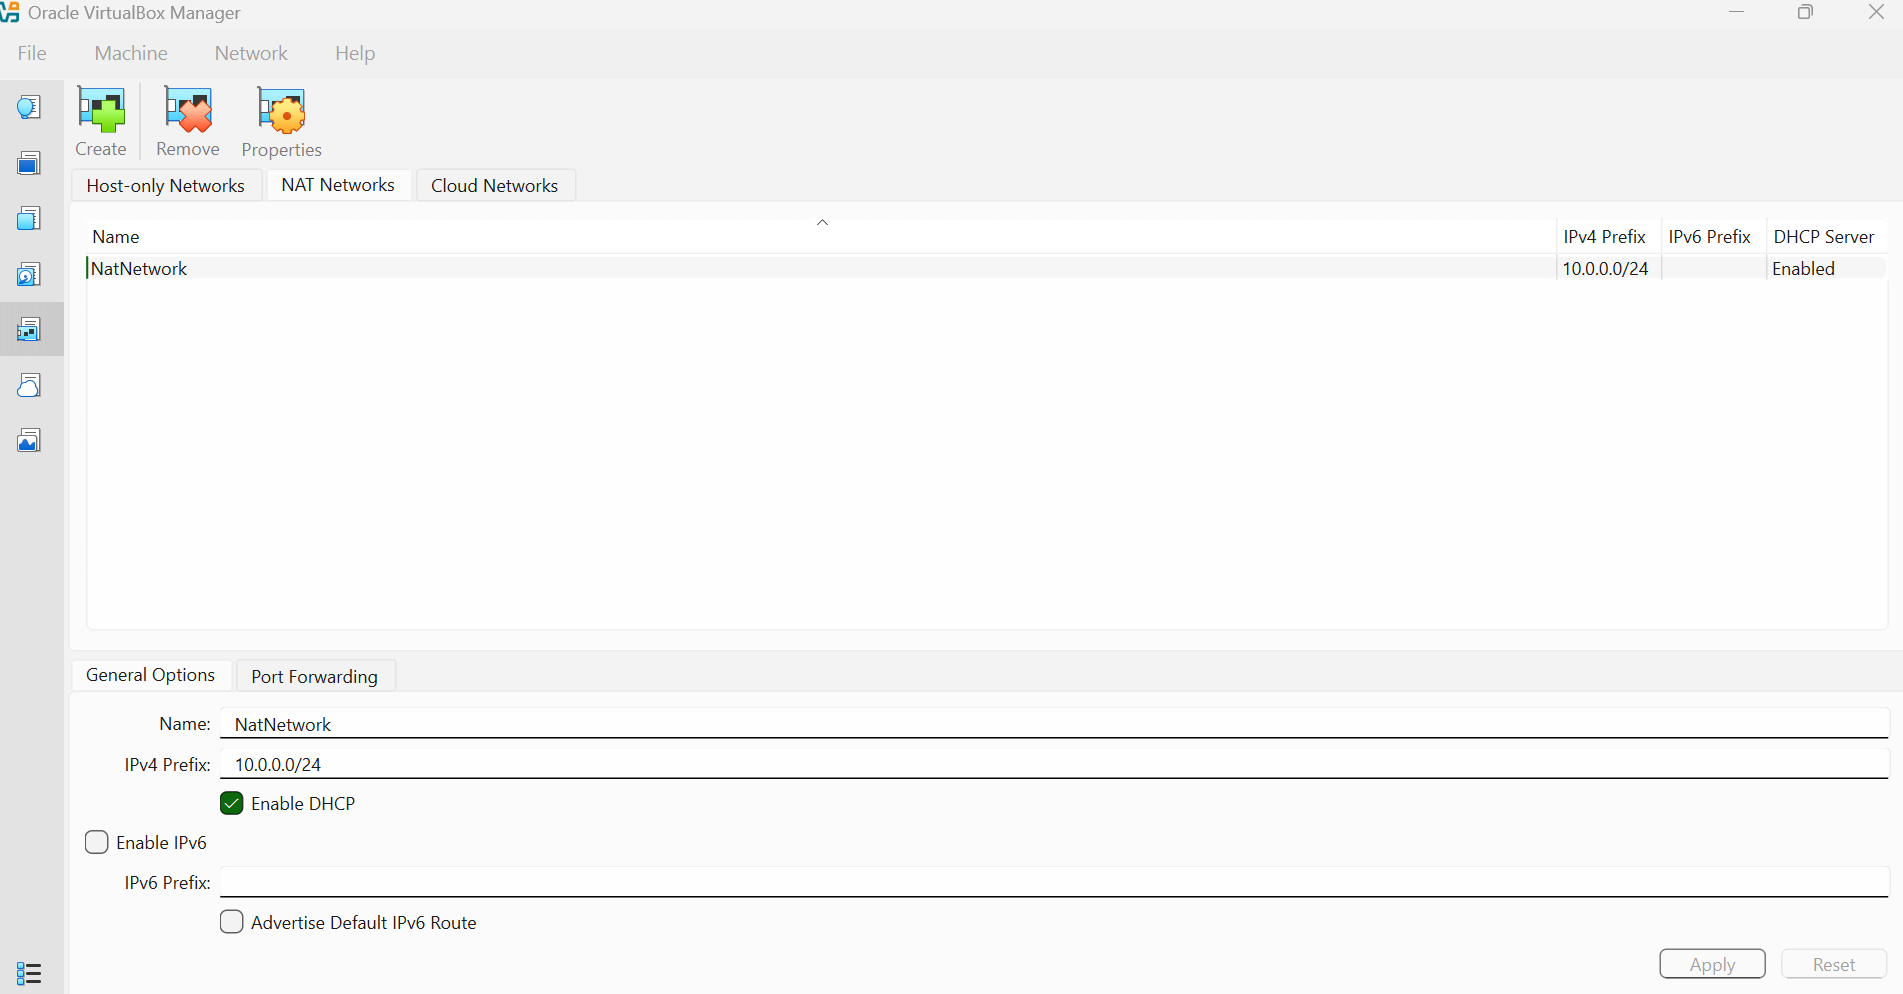 Oracle VirtualBox Manager
File Machine Network Help
Create Remove Properties
Host-only Networks NAT Networks Cloud Networks
Name IPv4 Prefix IPv6 Prefix DHCP Server
NatNetwork 10.0.0.0/24 Enabled
General Options Port Forwarding
Name: NatNetwork
IPv4 Prefix: 10.0.0.0/24
Enable DHCP
Enable IPv6
IPv6 Prefix:
Advertise Default IPv6 Route
Apply Reset